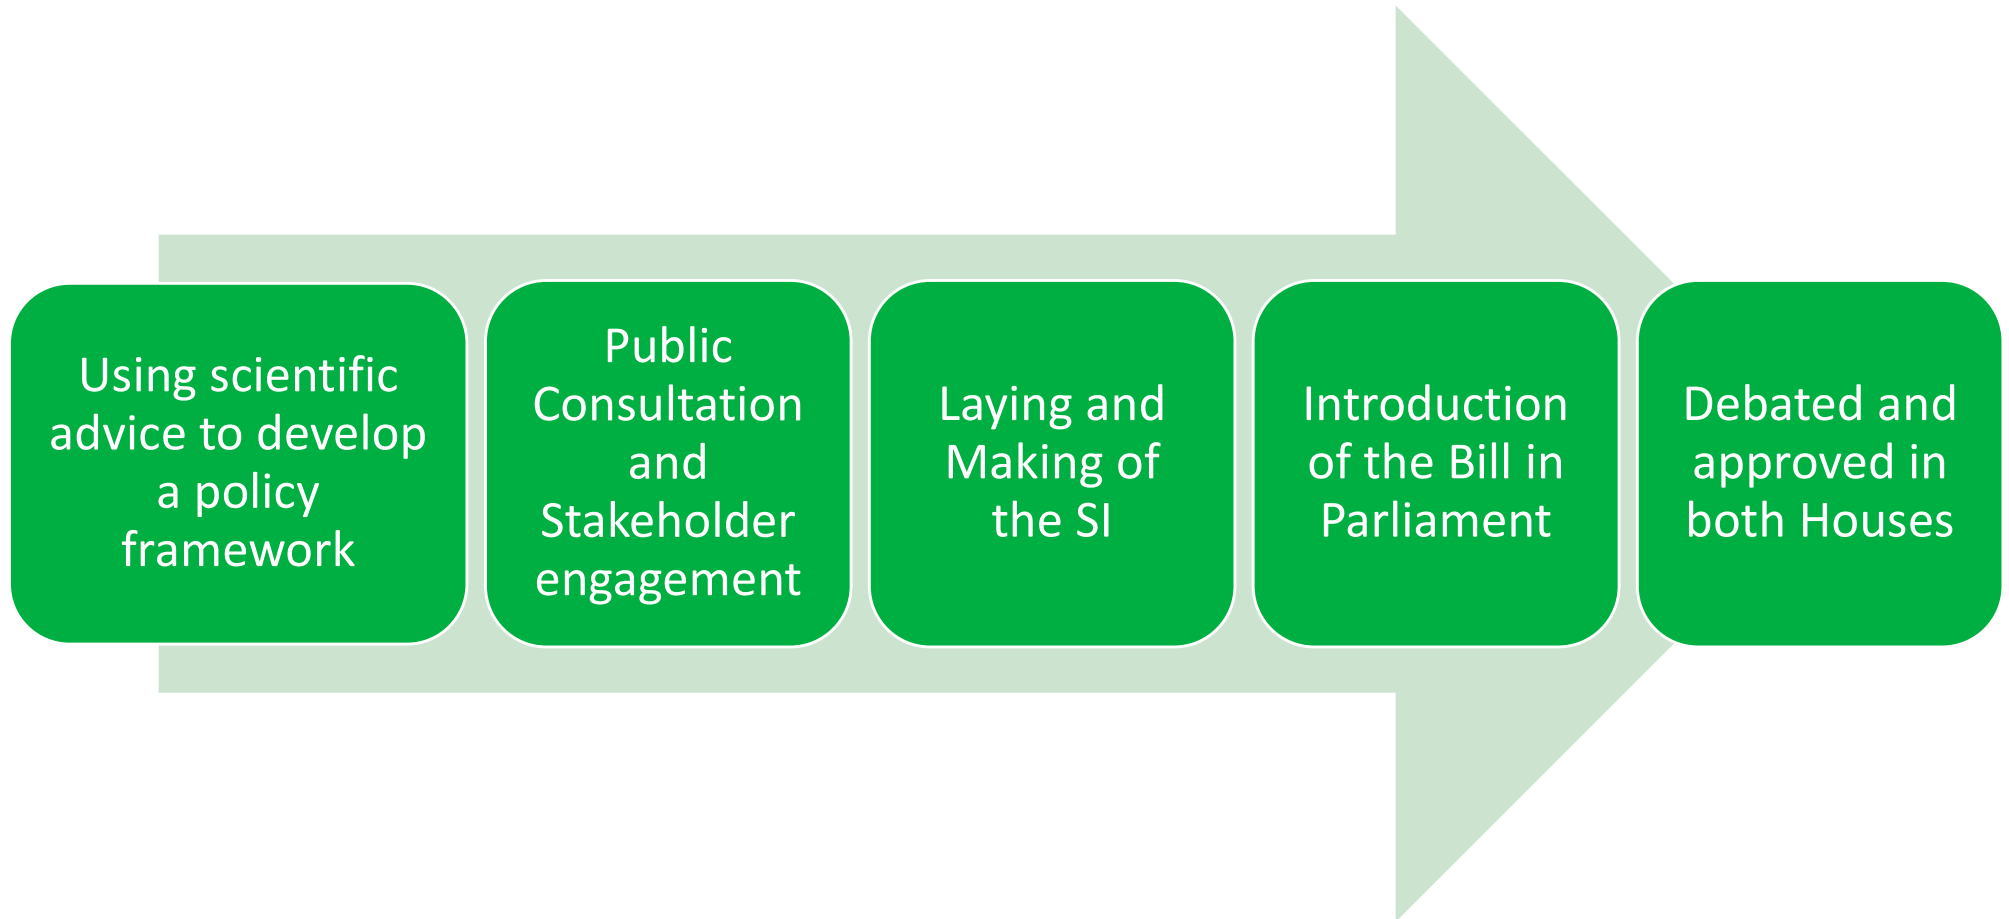 Using scientific
advice to develop
a policy
framework
Public
Consultation
and
Stakeholder
engagement
Laying and
Making of
the SI
Introduction
of the Bill in
Parliament
Debated and
approved in
both Houses